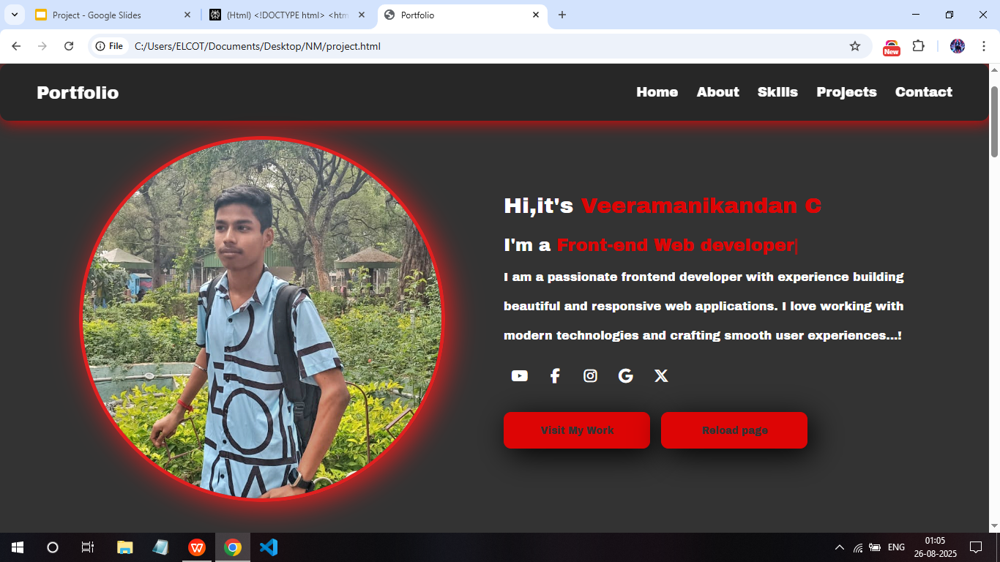 Project - Google Slides
(Html) <!DOCTYPE html> <htm
Portfolio
File
C:/Users/ELCOT/Documents/Desktop/NM/project.html
New
Portfolio
Home About Skills Projects Contact
Hi,it's Veeramanikandan C
I'm a Front-end Web developer|
I am a passionate frontend developer with experience building
beautiful and responsive web applications. I love working with
modern technologies and crafting smooth user experiences...!
Visit My Work
Reload page
ENG
01:05
26-08-2025